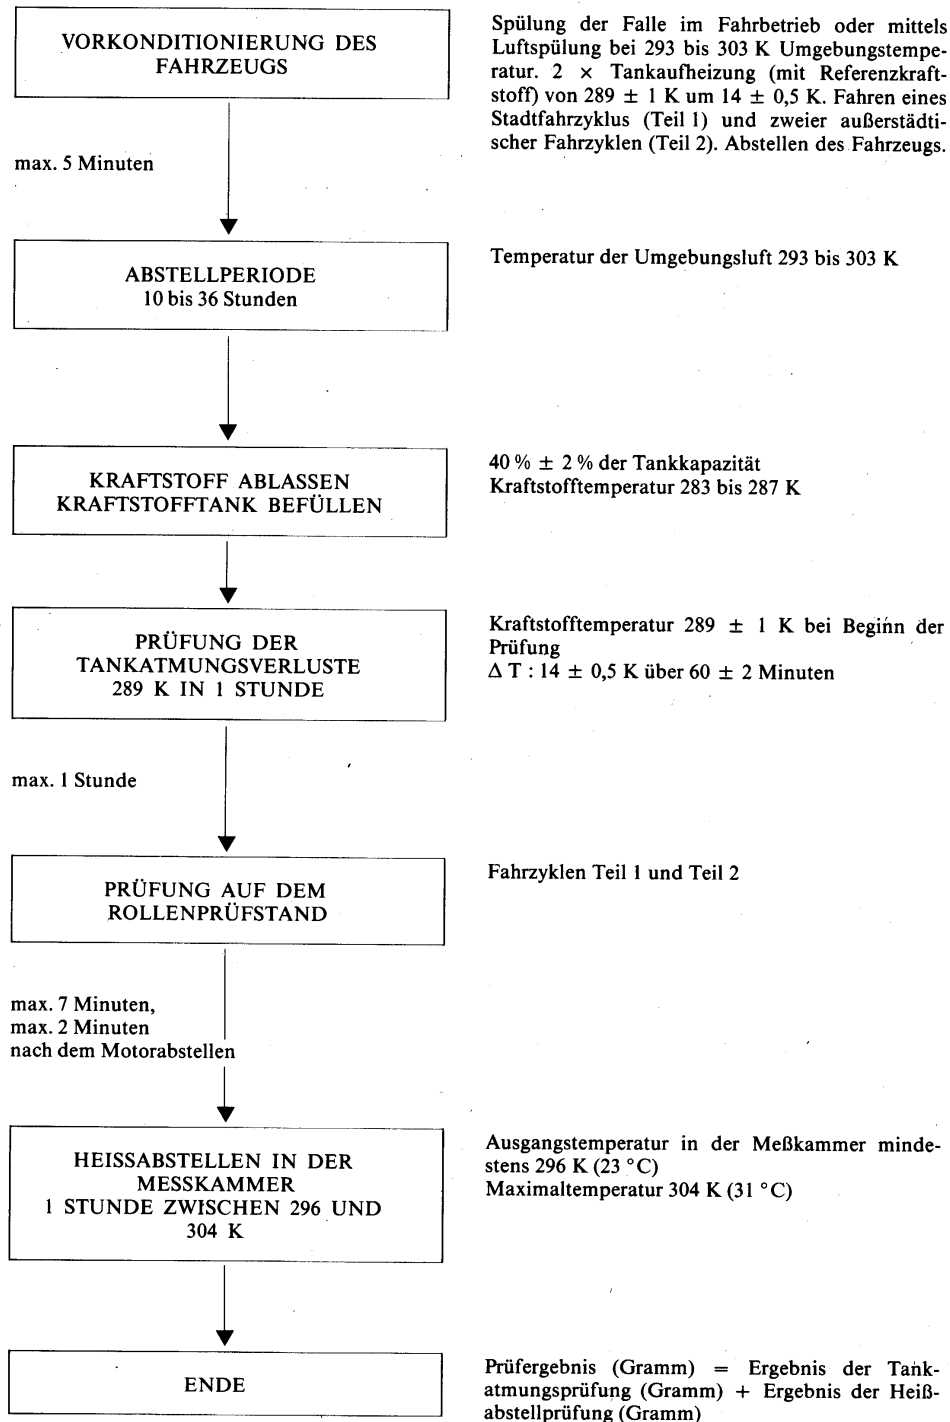 VORKONDITIONIERUNG DES
FAHRZEUGS
Spülung der Falle im Fahrbetrieb oder mittels
Luftspülung bei 293 bis 303 K Umgebungstempe-
ratur. 2 × Tankaufheizung (mit Referenzkraft-
stoff) von 289 ± 1 K um 14 ± 0,5 K. Fahren eines
Stadtfahrzyklus (Teil 1) und zweier außerstädti-
scher Fahrzyklen (Teil 2). Abstellen des Fahrzeugs.
max. 5 Minuten
ABSTELLPERIODE
10 bis 36 Stunden
Temperatur der Umgebungsluft 293 bis 303 K
KRAFTSTOFF ABLASSEN
KRAFTSTOFFTANK BEFÜLLEN
40 % ± 2 % der Tankkapazität
Kraftstofftemperatur 283 bis 287 K
PRÜFUNG DER
TANKATMUNGSVERLUSTE
289 K IN 1 STUNDE
Kraftstofftemperatur 289 ± 1 K bei Beginn der
Prüfung
Δ T : 14 ± 0,5 K über 60 ± 2 Minuten
max. 1 Stunde
PRÜFUNG AUF DEM
ROLLENPRÜFSTAND
Fahrzyklen Teil 1 und Teil 2
max. 7 Minuten,
max. 2 Minuten
nach dem Motorabstellen
HEISSABSTELLEN IN DER
MESSKAMMER
1 STUNDE ZWISCHEN 296 UND
304 K
Ausgangstemperatur in der Meßkammer minde-
stens 296 K (23 °C)
Maximaltemperatur 304 K (31 °C)
ENDE
Prüfergebnis (Gramm) = Ergebnis der Tank-
atmungsprüfung (Gramm) + Ergebnis der Heiß-
abstellprüfung (Gramm)